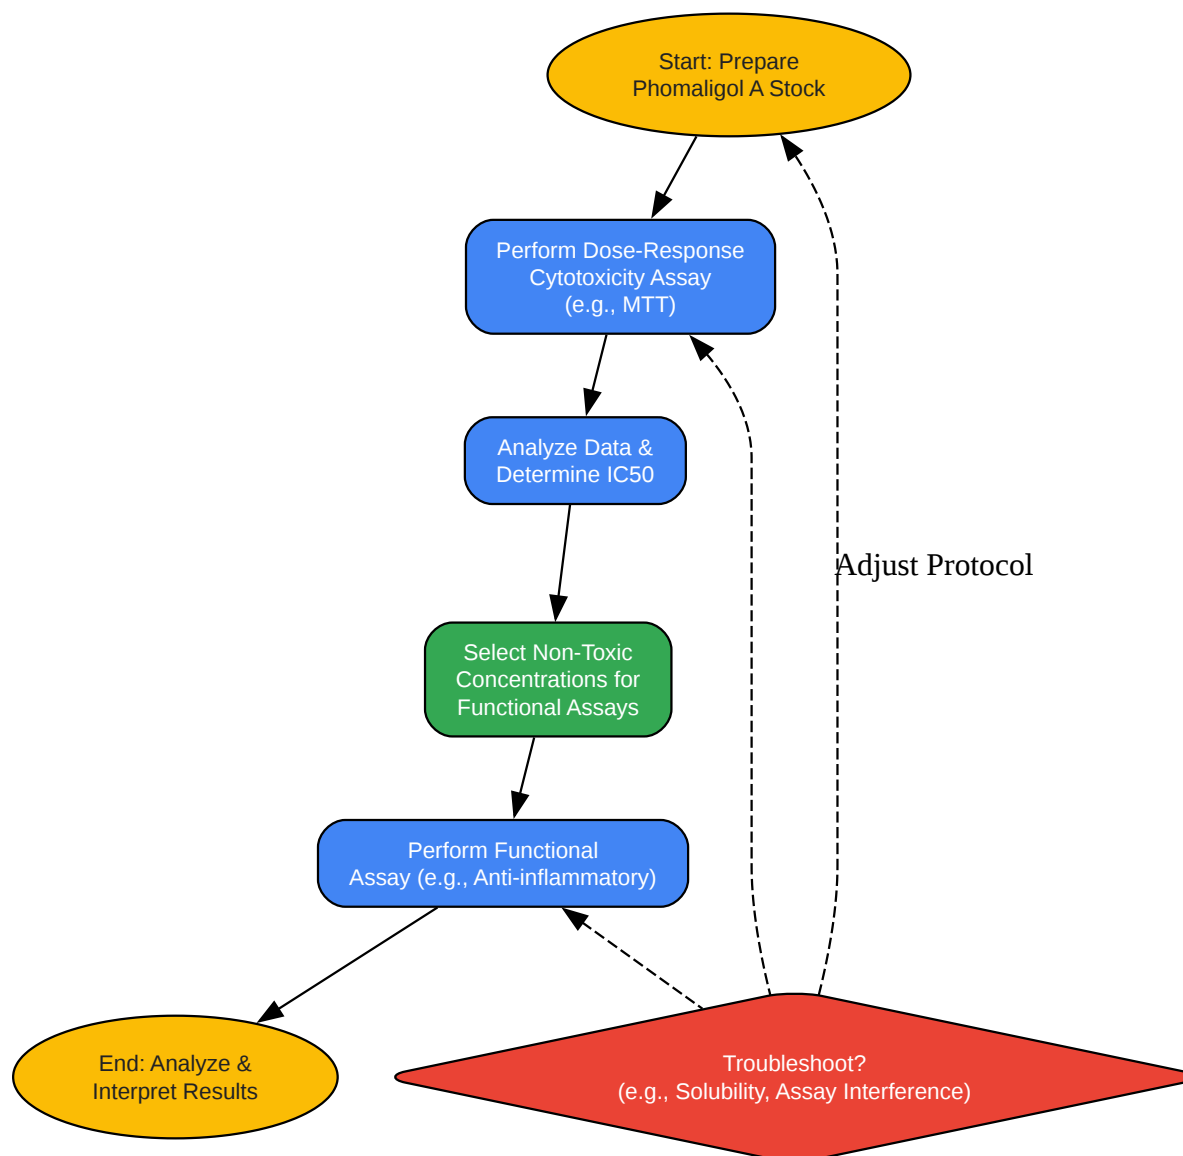 Start: Prepare
Phomaligol A Stock
Perform Dose-Response
Cytotoxicity Assay
(e.g., MTT)
Analyze Data &
Determine IC50
Adjust Protocol
Select Non-Toxic
Concentrations for
Functional Assays
Perform Functional
Assay (e.g., Anti-inflammatory)
End: Analyze &
Interpret Results
Troubleshoot?
(e.g., Solubility, Assay Interference)